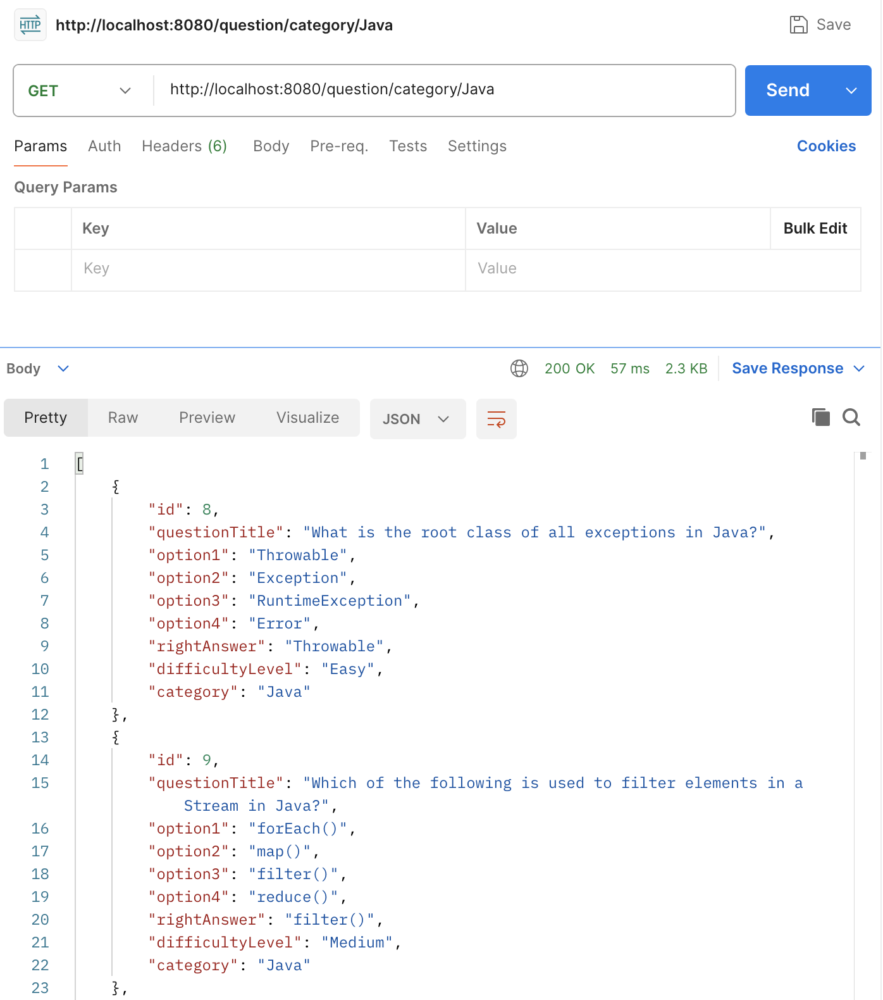 HTTP http://localhost:8080/question/category/Java Save
GET http://localhost:8080/question/category/Java Send
Params Auth Headers (6) Body Pre-req. Tests Settings Cookies
Query Params
Key Value Bulk Edit
Key Value
Body 200 OK 57 ms 2.3 KB Save Response
Pretty Raw Preview Visualize JSON
1 [
2 {
3 "id": 8,
4 "questionTitle": "What is the root class of all exceptions in Java?",
5 "option1": "Throwable",
6 "option2": "Exception",
7 "option3": "RuntimeException",
8 "option4": "Error",
9 "rightAnswer": "Throwable",
10 "difficultyLevel": "Easy",
11 "category": "Java"
12 },
13 {
14 "id": 9,
15 "questionTitle": "Which of the following is used to filter elements in a
Stream in Java?",
16 "option1": "forEach()",
17 "option2": "map()",
18 "option3": "filter()",
19 "option4": "reduce()",
20 "rightAnswer": "filter()",
21 "difficultyLevel": "Medium",
22 "category": "Java"
23 },